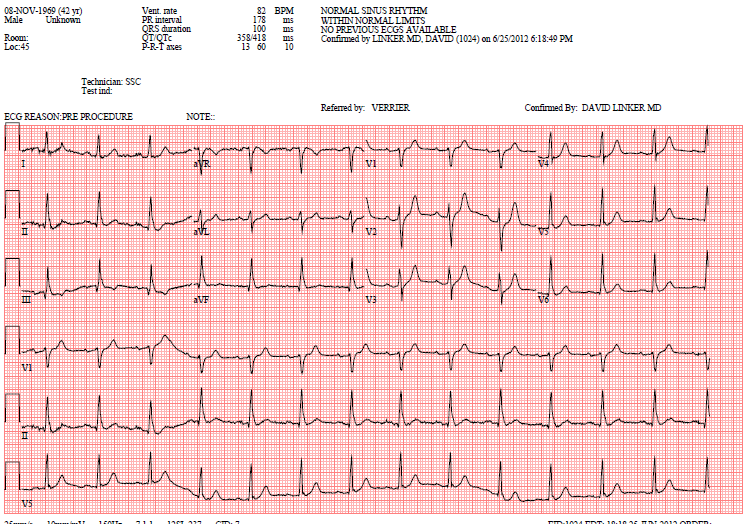 08-NOV-1969 (42 yr)
Male Unknown
Room:
Loc:45
Vent. rate 82 BPM
PR interval 178 ms
QRS duration 100 ms
QT/QTc 358/418 ms
P-R-T axes 13 60 10
NORMAL SINUS RHYTHM
WITHIN NORMAL LIMITS
NO PREVIOUS ECGS AVAILABLE
Confirmed by LINKER MD, DAVID (1024) on 6/25/2012 6:18:49 PM
Technician: SSC
Test ind:
Referred by: VERRIER
Confirmed By: DAVID LINKER MD
ECG REASON:PRE PROCEDURE NOTE::
I aVR V1 V4
II aVL V2 V5
III aVF V3 V6
V1
II
V5